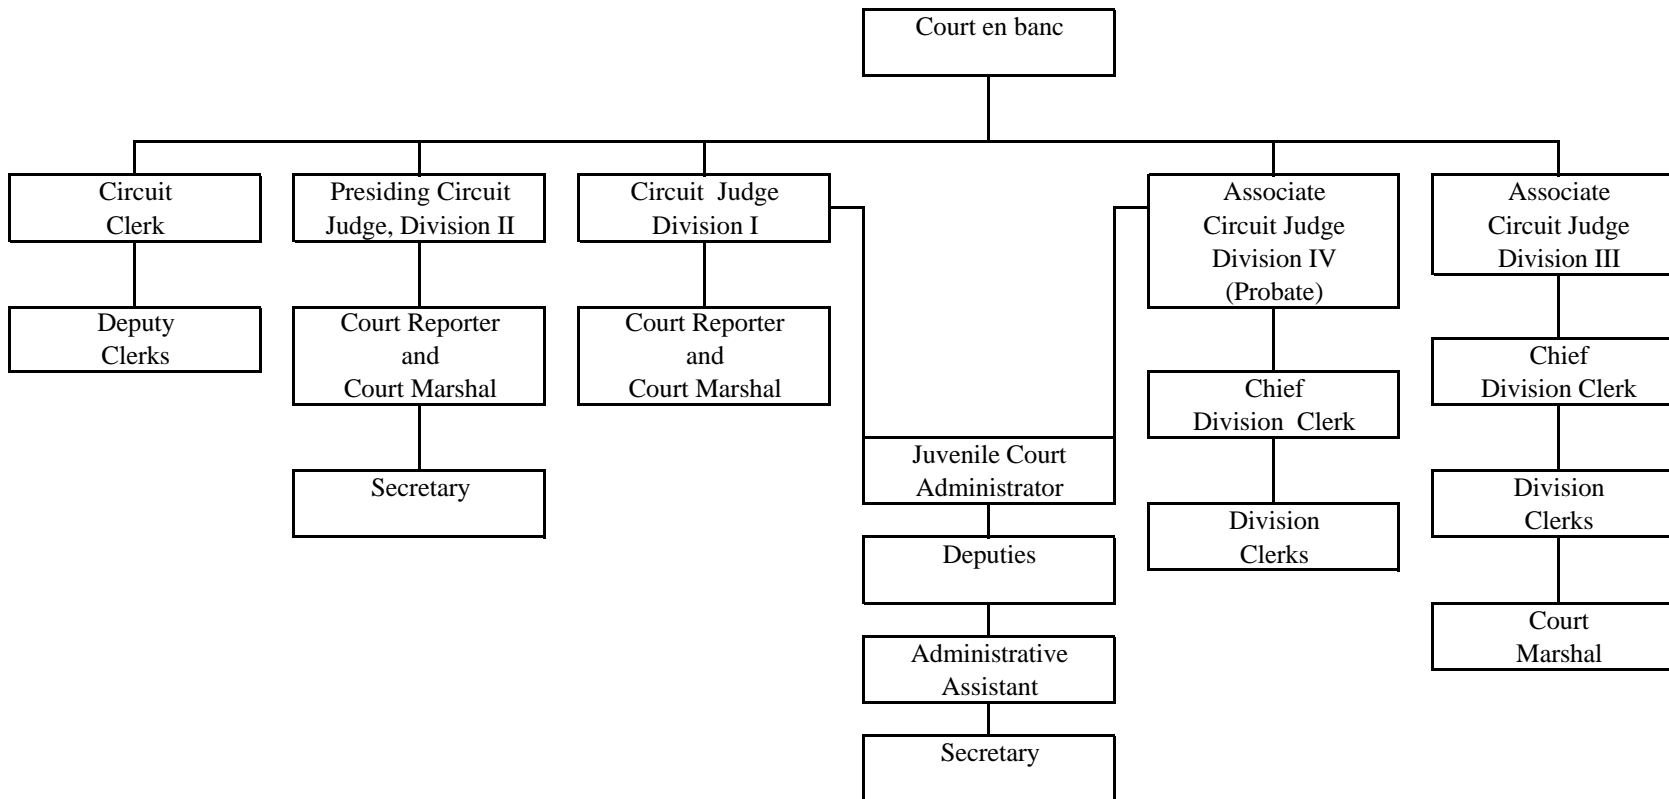 Court en banc
Circuit
Clerk
Presiding Circuit
Judge, Division II
Circuit Judge
Division I
Associate
Circuit Judge
Division IV
(Probate)
Associate
Circuit Judge
Division III
Deputy
Clerks
Court Reporter
and
Court Marshal
Court Reporter
and
Court Marshal
Chief
Division Clerk
Chief
Division Clerk
Juvenile Court
Administrator
Secretary
Division
Clerks
Division
Clerks
Deputies
Court
Marshal
Administrative
Assistant
Secretary